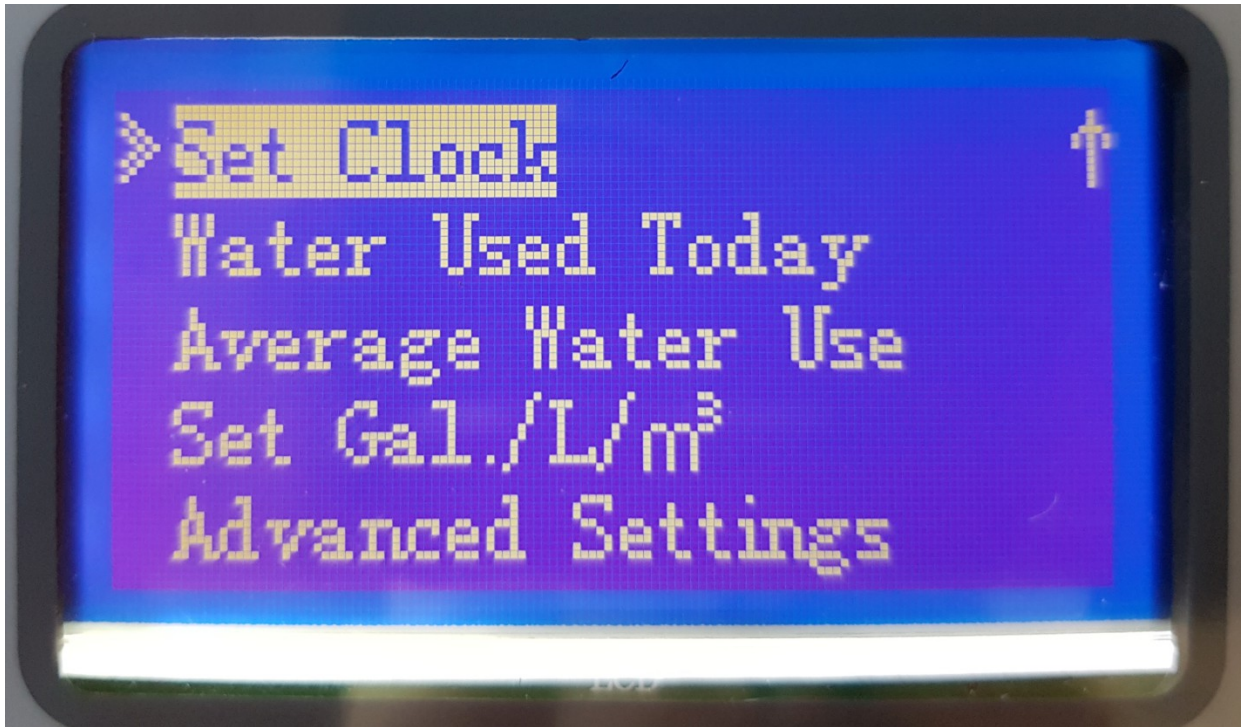 Set Clock
Water Used Today
Average Water Use
Set Gal./L/m³
Advanced Settings